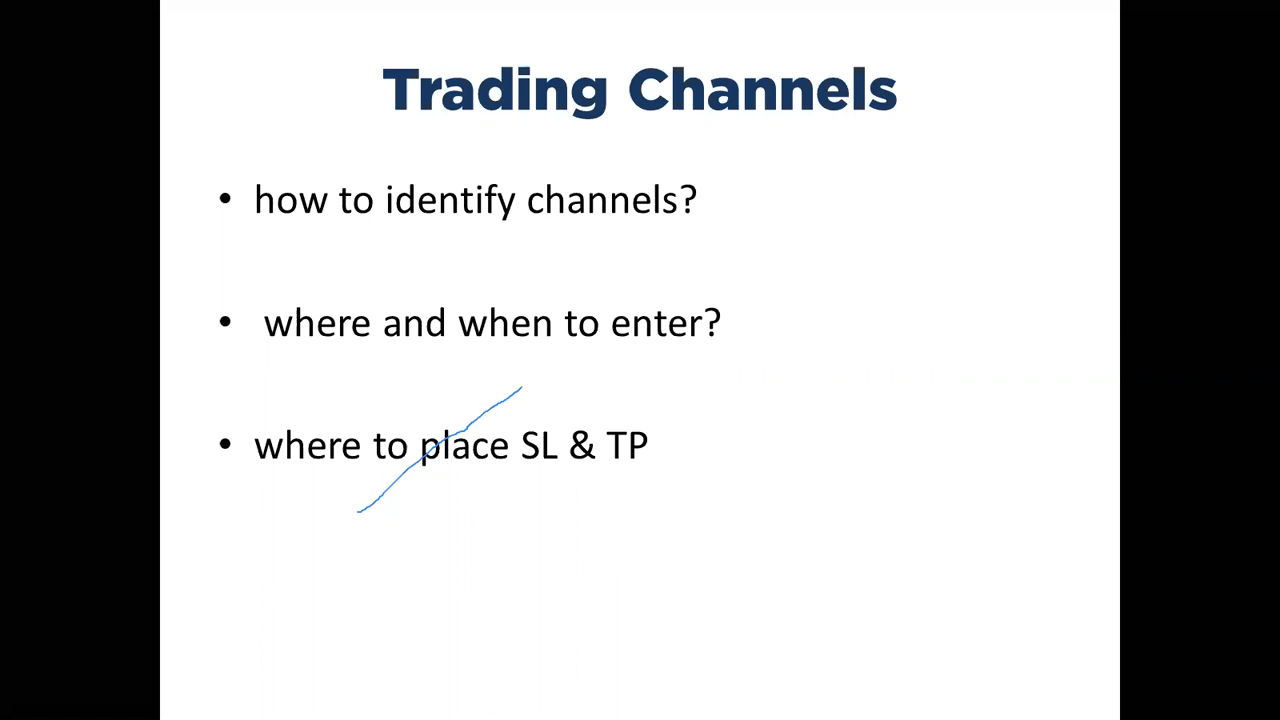 Trading Channels
• how to identify channels?
• where and when to enter?
• where to place SL & TP